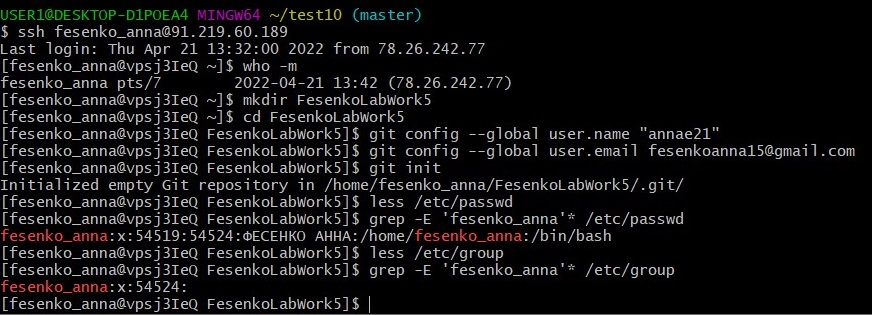 USER1@DESKTOP-D1POEA4 MINGW64 ~/test10 (master)
$ ssh fesenko_anna@91.219.60.189
Last login: Thu Apr 21 13:32:00 2022 from 78.26.242.77
[fesenko_anna@vpsj3IeQ ~]$ who -m
fesenko_anna pts/7        2022-04-21 13:42 (78.26.242.77)
[fesenko_anna@vpsj3IeQ ~]$ mkdir FesenkoLabWork5
[fesenko_anna@vpsj3IeQ ~]$ cd FesenkoLabWork5
[fesenko_anna@vpsj3IeQ FesenkoLabWork5]$ git config --global user.name "annae21"
[fesenko_anna@vpsj3IeQ FesenkoLabWork5]$ git config --global user.email fesenkoanna15@gmail.com
[fesenko_anna@vpsj3IeQ FesenkoLabWork5]$ git init
Initialized empty Git repository in /home/fesenko_anna/FesenkoLabWork5/.git/
[fesenko_anna@vpsj3IeQ FesenkoLabWork5]$ less /etc/passwd
[fesenko_anna@vpsj3IeQ FesenkoLabWork5]$ grep -E 'fesenko_anna'* /etc/passwd
fesenko_anna:x:54519:54524:ФЕСЕНКО АННА:/home/fesenko_anna:/bin/bash
[fesenko_anna@vpsj3IeQ FesenkoLabWork5]$ less /etc/group
[fesenko_anna@vpsj3IeQ FesenkoLabWork5]$ grep -E 'fesenko_anna'* /etc/group
fesenko_anna:x:54524:
[fesenko_anna@vpsj3IeQ FesenkoLabWork5]$